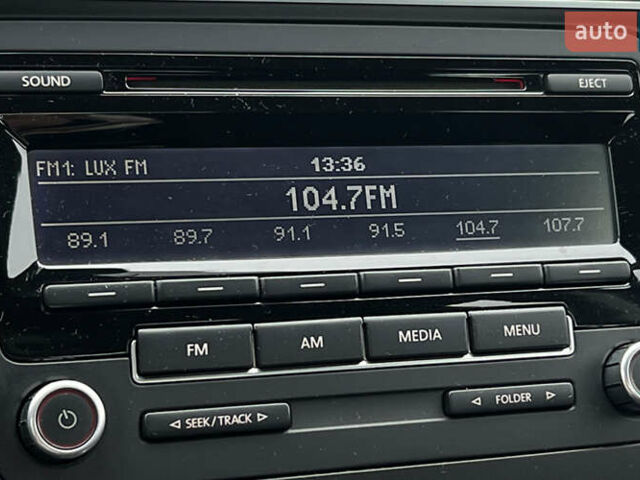 auto
SOUND
EJECT
FM1: LUX FM 13:36
104.7FM
89.1 89.7 91.1 91.5 104.7 107.7
FM AM MEDIA MENU
SEEK/TRACK
FOLDER